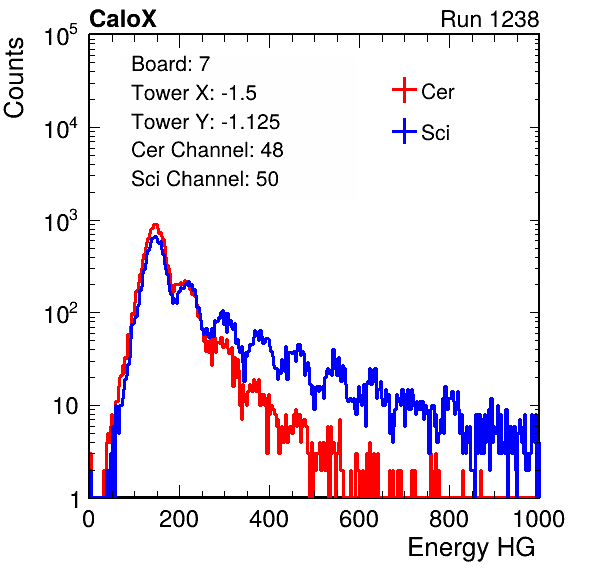 CaloX Run 1238
Counts
Board: 7
Tower X: -1.5
Tower Y: -1.125
Cer Channel: 48
Sci Channel: 50
Cer
Sci
10^5
10^4
10^3
10^2
10
1
0 200 400 600 800 1000
Energy HG